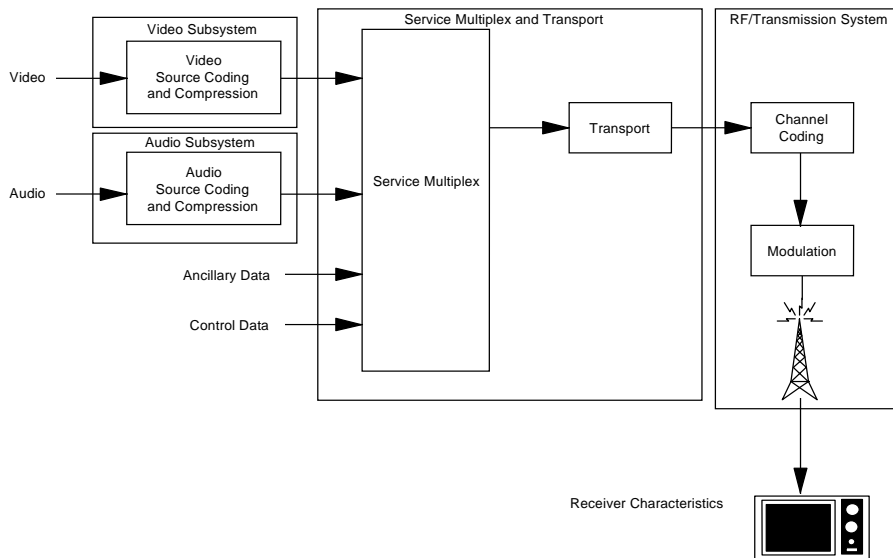 Video Subsystem
Video
Video
Source Coding
and Compression
Audio Subsystem
Audio
Audio
Source Coding
and Compression
Ancillary Data
Control Data
Service Multiplex and Transport
Service Multiplex
Transport
RF/Transmission System
Channel
Coding
Modulation
Receiver Characteristics